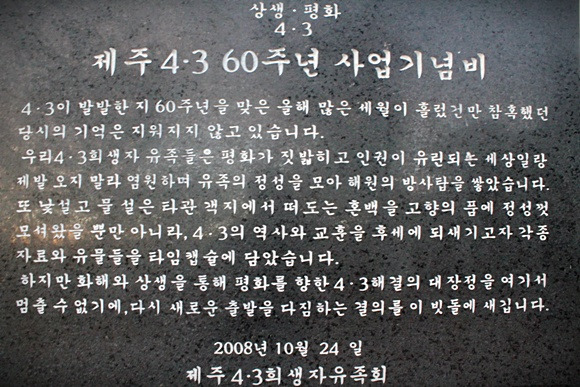 상생·평화
4·3
제주4·3 60주년 사업기념비
4·3이 발발한 지 60주년을 맞은 올해 많은 세월이 흘렀건만 참혹했던
당시의 기억은 지워지지 않고 있습니다.
우리4·3희생자 유족들은 평화가 짓밟히고 인권이 유린되는 세상일랑
제발 오지 말라 염원하며 유족의 정성을 모아 해원의 방사탑을 쌓았습니다.
또 낯설고 물 설은 타관 객지에서 떠도는 혼백을 고향의 품에 정성껏
모셔왔을 뿐만 아니라, 4·3의 역사와 교훈을 후세에 되새기고자 각종
자료와 유물들을 타임캡슐에 담았습니다.
하지만 화해와 상생을 통해 평화를 향한 4·3해결의 대장정을 여기서
멈출 수 없기에, 다시 새로운 출발을 다짐하는 결의를 이 빗돌에 새깁니다.
2008년 10월 24 일
제주4·3희생자유족회